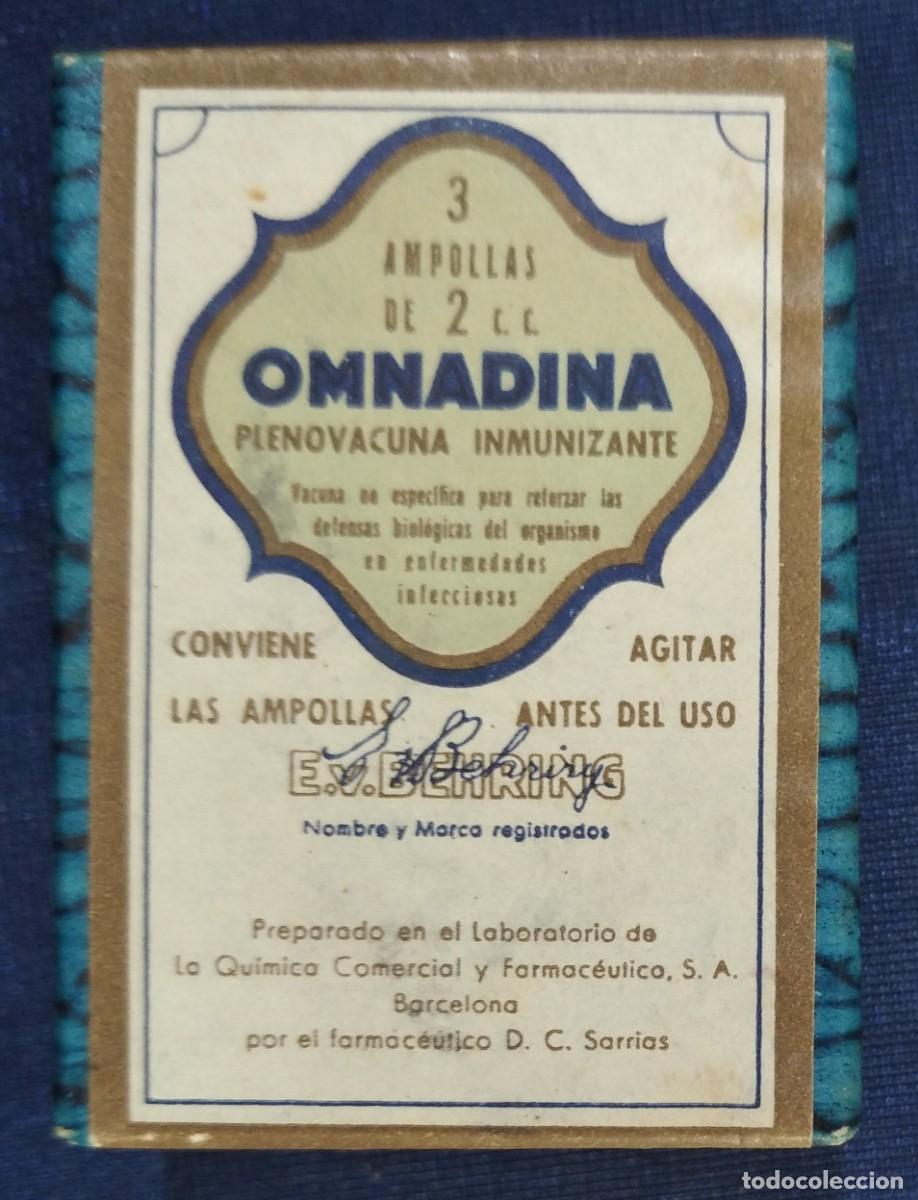 3
AMPOLLAS
DE 2 C. C.
OMNADINA
PLENOVACUNA INMUNIZANTE
Vacuna no específica para reforzar las
defensas biológicas del organismo
en enfermedades
infecciosas
CONVIENE AGITAR
LAS AMPOLLAS ANTES DEL USO
E. v. Behring
E.v.BEHRING
Nombre y Marca registrados
Preparado en el Laboratorio de
La Química Comercial y Farmacéutica, S. A.
Barcelona
por el farmacéutico D. C. Sarrias
todocoleccion